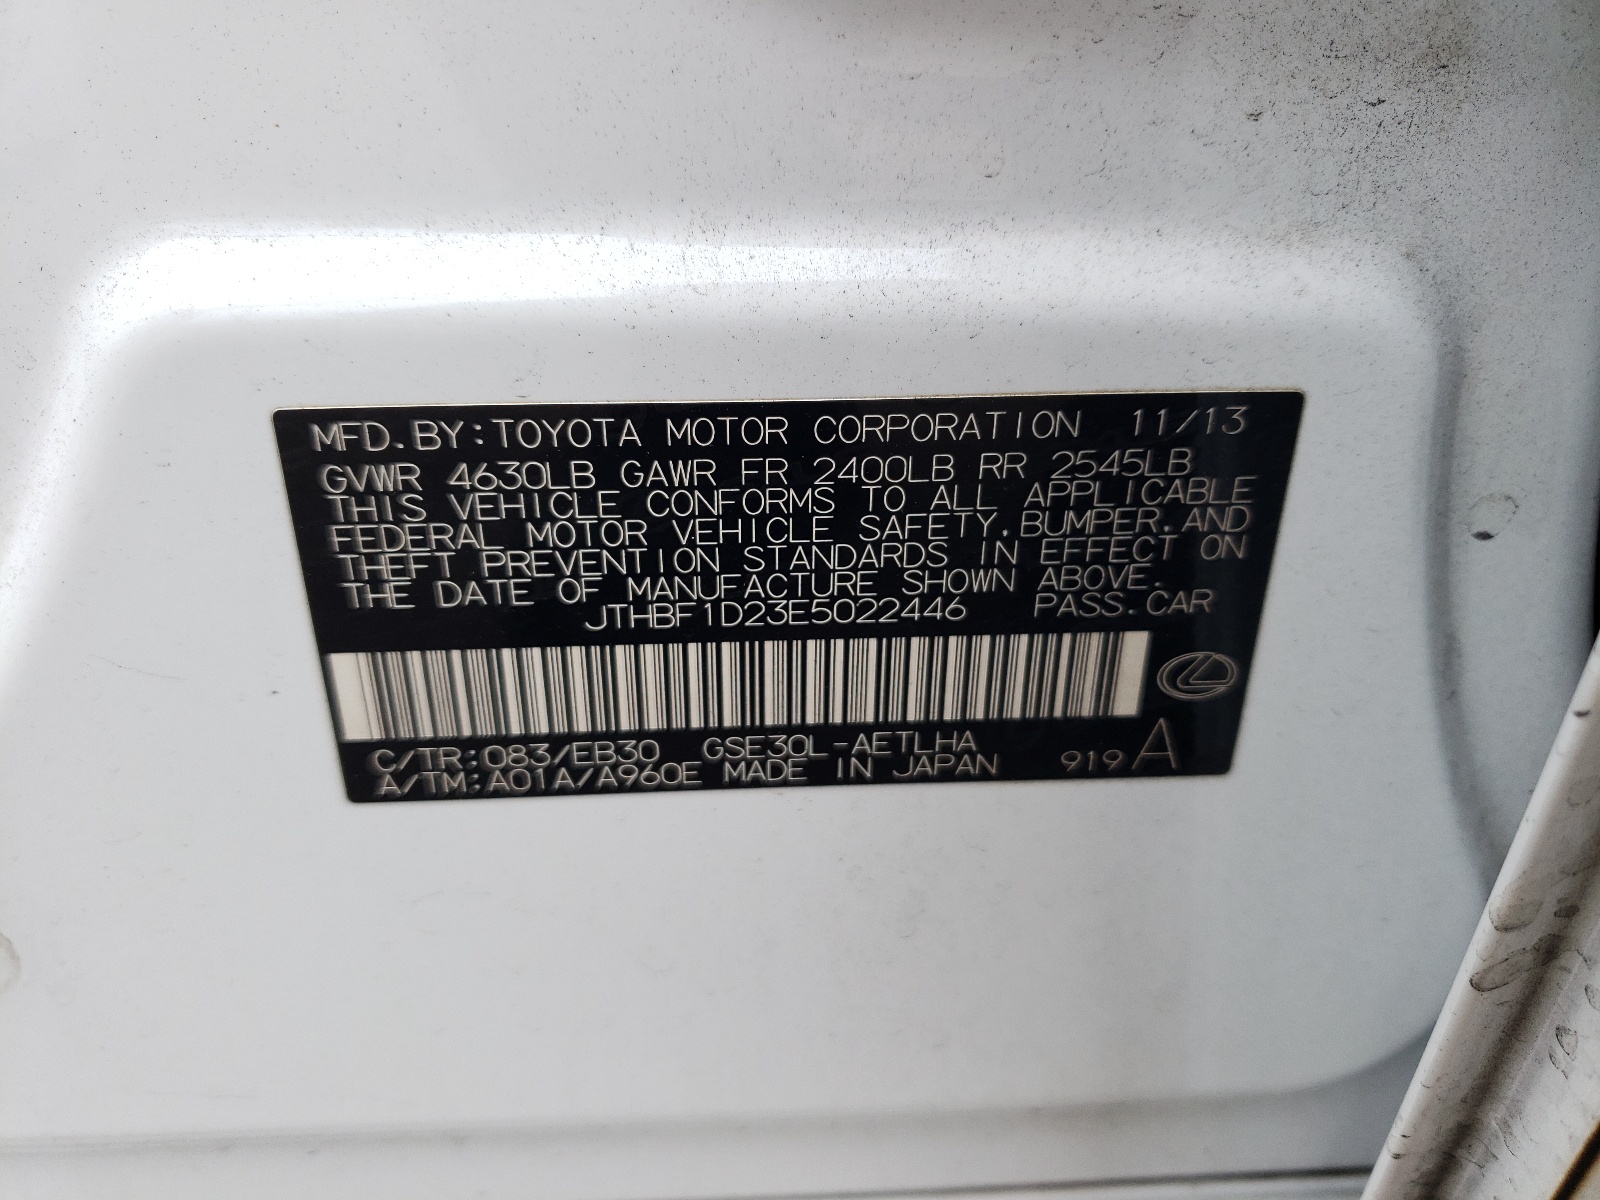 MFD.BY:TOYOTA MOTOR CORPORATION 11/13
GVWR 4630LB GAWR FR 2400LB RR 2545LB
THIS VEHICLE CONFORMS TO ALL APPLICABLE
FEDERAL MOTOR VEHICLE SAFETY,BUMPER,AND
THEFT PREVENTION STANDARDS IN EFFECT ON
THE DATE OF MANUFACTURE SHOWN ABOVE.
JTHBF1D23E5022446 PASS.CAR
C/TR:083/EB30 GSE30L-AETLHA
A/TM:A01A/A960E MADE IN JAPAN 919 A